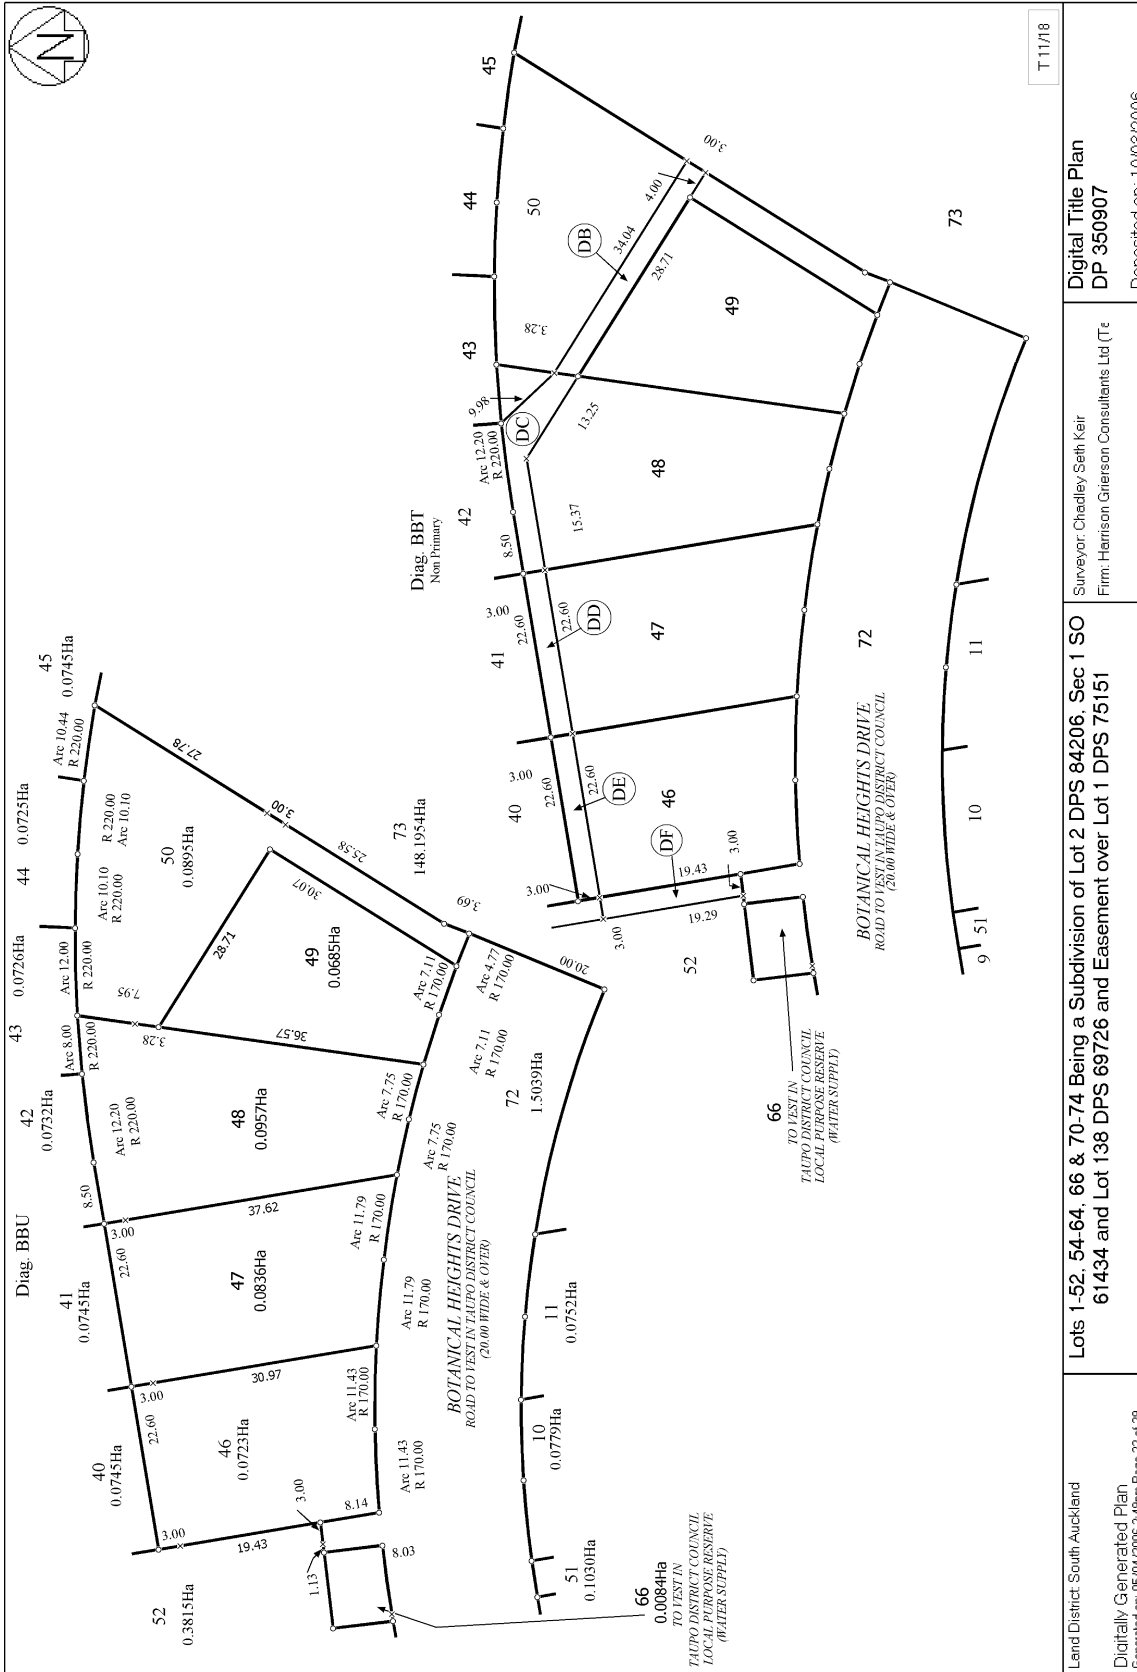 Diag. BBU
52
0.3815Ha
40
0.0745Ha
41
0.0745Ha
42
0.0732Ha
43
0.0726Ha
44
0.0725Ha
45
0.0745Ha
3.00
22.60
3.00
22.60
3.00
8.50
Arc 12.20
R 220.00
Arc 8.00
R 220.00
Arc 12.00
R 220.00
Arc 10.10
R 220.00
R 220.00
Arc 10.10
Arc 10.44
R 220.00
19.43
1.13
3.00
8.14
8.03
46
0.0723Ha
30.97
47
0.0836Ha
37.62
48
0.0957Ha
7.95
3.28
36.57
28.71
49
0.0685Ha
30.07
50
0.0895Ha
27.78
3.00
25.58
3.69
73
148.1954Ha
Arc 11.43
R 170.00
Arc 11.43
R 170.00
Arc 11.79
R 170.00
Arc 11.79
R 170.00
Arc 7.75
R 170.00
Arc 7.75
R 170.00
Arc 7.11
R 170.00
Arc 7.11
R 170.00
Arc 4.77
R 170.00
20.00
BOTANICAL HEIGHTS DRIVE
ROAD TO VEST IN TAUPO DISTRICT COUNCIL
(20.00 WIDE & OVER)
72
1.5039Ha
51
0.1030Ha
10
0.0779Ha
11
0.0752Ha
66
0.0084Ha
TO VEST IN
TAUPO DISTRICT COUNCIL
LOCAL PURPOSE RESERVE
(WATER SUPPLY)
Diag. BBT
Non Primary
40
41
42
43
44
45
3.00
22.60
3.00
22.60
8.50
Arc 12.20
R 220.00
9.98
3.28
3.00
3.00
22.60
22.60
15.37
13.25
28.71
34.04
4.00
3.00
DE
DD
DC
DB
DF
19.43
19.29
3.00
46
47
48
49
50
52
72
73
BOTANICAL HEIGHTS DRIVE
ROAD TO VEST IN TAUPO DISTRICT COUNCIL
(20.00 WIDE & OVER)
66
TO VEST IN
TAUPO DISTRICT COUNCIL
LOCAL PURPOSE RESERVE
(WATER SUPPLY)
9
51
10
11
N
T 11/18
Land District: South Auckland
Digitally Generated Plan
Lots 1-52, 54-64, 66 & 70-74 Being a Subdivision of Lot 2 DPS 84206, Sec 1 SO
61434 and Lot 138 DPS 69726 and Easement over Lot 1 DPS 75151
Surveyor: Chadley Seth Keir
Firm: Harrison Grierson Consultants Ltd (Ta
Digital Title Plan
DP 350907